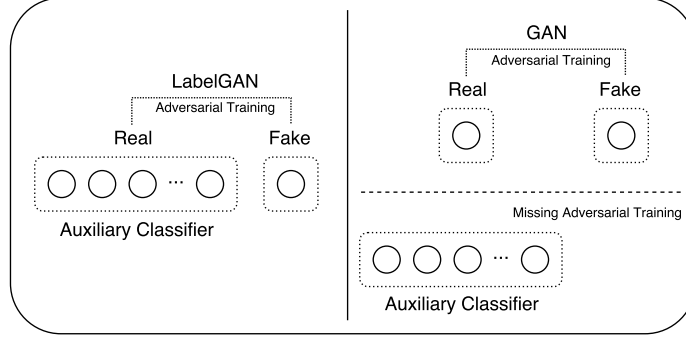 LabelGAN
Adversarial Training
Real
Fake
...
Auxiliary Classifier
GAN
Adversarial Training
Real
Fake
Missing Adversarial Training
...
Auxiliary Classifier